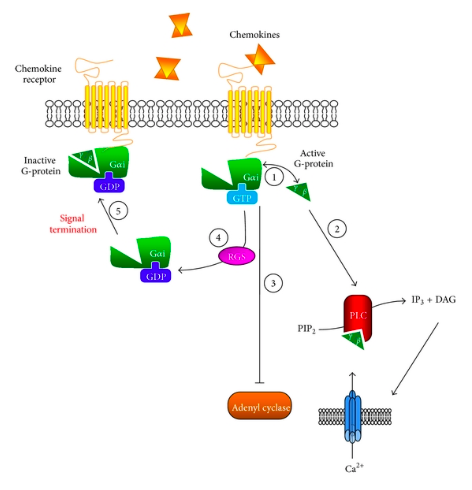 Chemokines
Chemokine
receptor
Inactive
G-protein
γ β
Gαi
GDP
Active
G-protein
Gαi
GTP
1
γ β
5
Signal
termination
4
2
Gαi
GDP
RGS
3
PLC
IP3 + DAG
PIP2
γ β
Adenyl cyclase
Ca2+